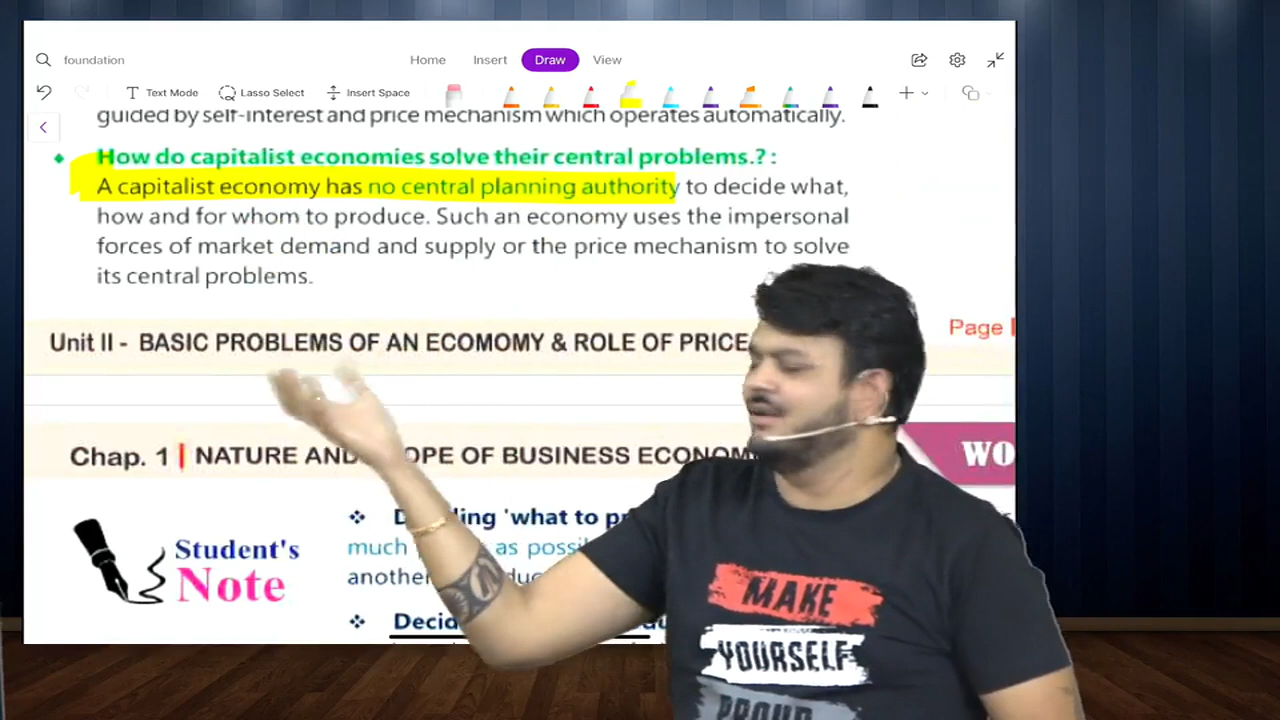 foundation
Home Insert Draw View
Text Mode Lasso Select Insert Space
guided by self-interest and price mechanism which operates automatically.
How do capitalist economies solve their central problems.? :
A capitalist economy has no central planning authority to decide what,
how and for whom to produce. Such an economy uses the impersonal
forces of market demand and supply or the price mechanism to solve
its central problems.
Unit II - BASIC PROBLEMS OF AN ECOMOMY & ROLE OF PRICE
Page
Chap. 1 | NATURE AND OPE OF BUSINESS ECONOM
WO
Student's
Note
'what to
much as
another
MAKE
YOURSELF
PROUD